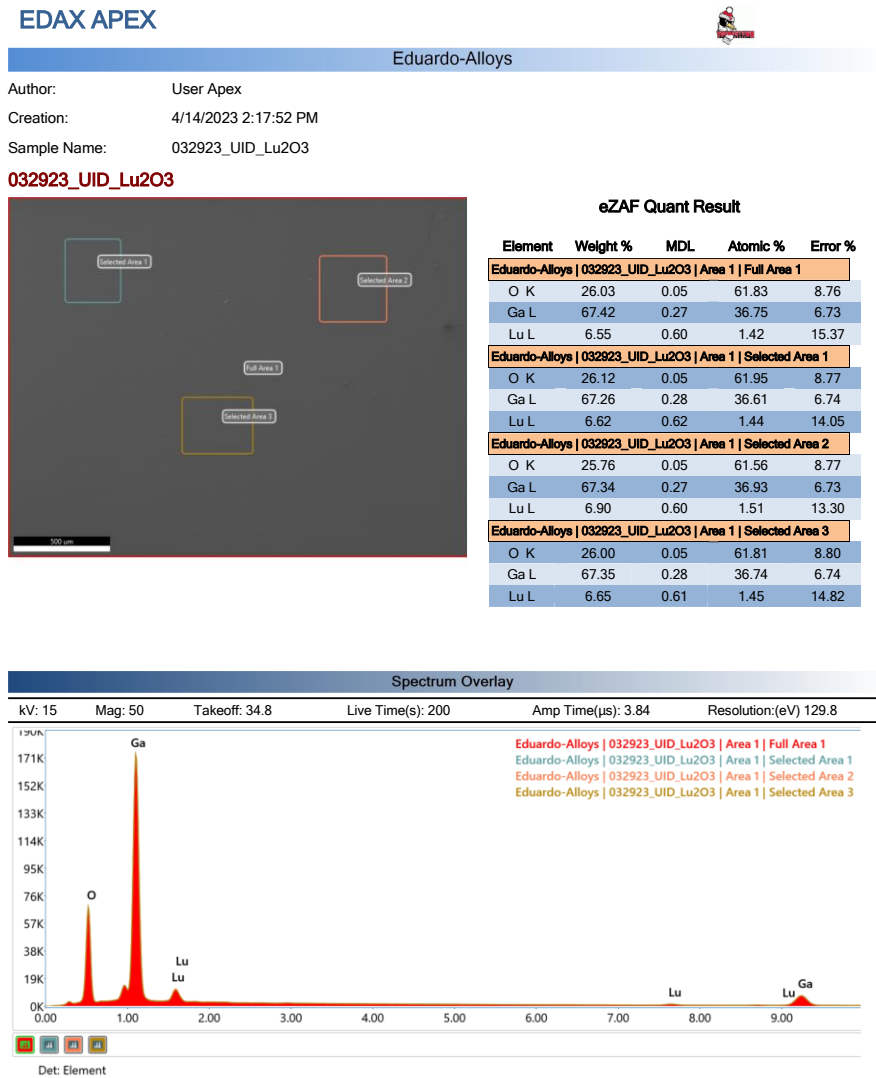 EDAX APEX
Eduardo-Alloys
Author: User Apex
Creation: 4/14/2023 2:17:52 PM
Sample Name: 032923_UID_Lu2O3
032923_UID_Lu2O3
Selected Area 1
Selected Area 2
Full Area 1
Selected Area 3
500 um
eZAF Quant Result
Element Weight % MDL Atomic % Error %
Eduardo-Alloys | 032923_UID_Lu2O3 | Area 1 | Full Area 1
O K 26.03 0.05 61.83 8.76
Ga L 67.42 0.27 36.75 6.73
Lu L 6.55 0.60 1.42 15.37
Eduardo-Alloys | 032923_UID_Lu2O3 | Area 1 | Selected Area 1
O K 26.12 0.05 61.95 8.77
Ga L 67.26 0.28 36.61 6.74
Lu L 6.62 0.62 1.44 14.05
Eduardo-Alloys | 032923_UID_Lu2O3 | Area 1 | Selected Area 2
O K 25.76 0.05 61.56 8.77
Ga L 67.34 0.27 36.93 6.73
Lu L 6.90 0.60 1.51 13.30
Eduardo-Alloys | 032923_UID_Lu2O3 | Area 1 | Selected Area 3
O K 26.00 0.05 61.81 8.80
Ga L 67.35 0.28 36.74 6.74
Lu L 6.65 0.61 1.45 14.82
Spectrum Overlay
kV: 15 Mag: 50 Takeoff: 34.8 Live Time(s): 200 Amp Time(µs): 3.84 Resolution:(eV) 129.8
Eduardo-Alloys | 032923_UID_Lu2O3 | Area 1 | Full Area 1
Eduardo-Alloys | 032923_UID_Lu2O3 | Area 1 | Selected Area 1
Eduardo-Alloys | 032923_UID_Lu2O3 | Area 1 | Selected Area 2
Eduardo-Alloys | 032923_UID_Lu2O3 | Area 1 | Selected Area 3
190K
171K
152K
133K
114K
95K
76K
57K
38K
19K
0K
Ga
O
Lu
Lu
Lu
Lu
Ga
0.00 1.00 2.00 3.00 4.00 5.00 6.00 7.00 8.00 9.00
Det: Element